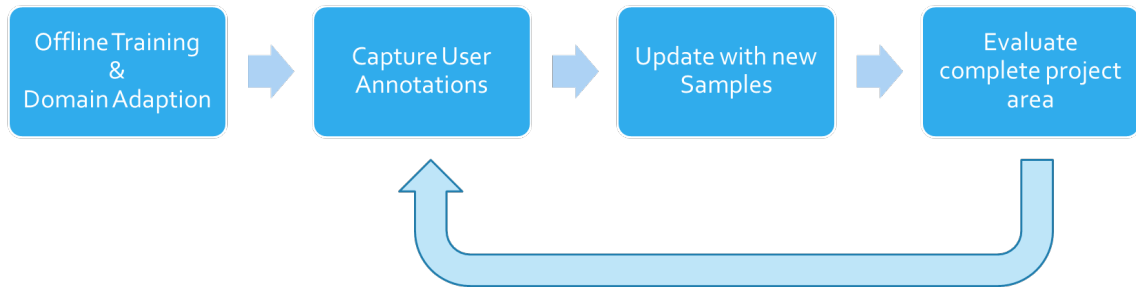 Offline Training
&
Domain Adaption
Capture User
Annotations
Update with new
Samples
Evaluate
complete project
area